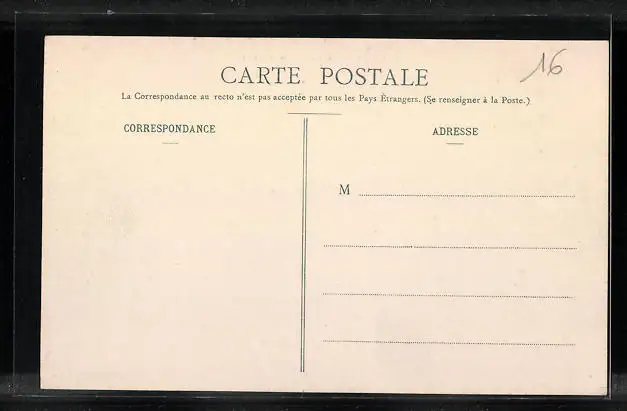 16
CARTE POSTALE
La Correspondance au recto n'est pas acceptée par tous les Pays Étrangers. (Se renseigner à la Poste.)
CORRESPONDANCE
ADRESSE
M